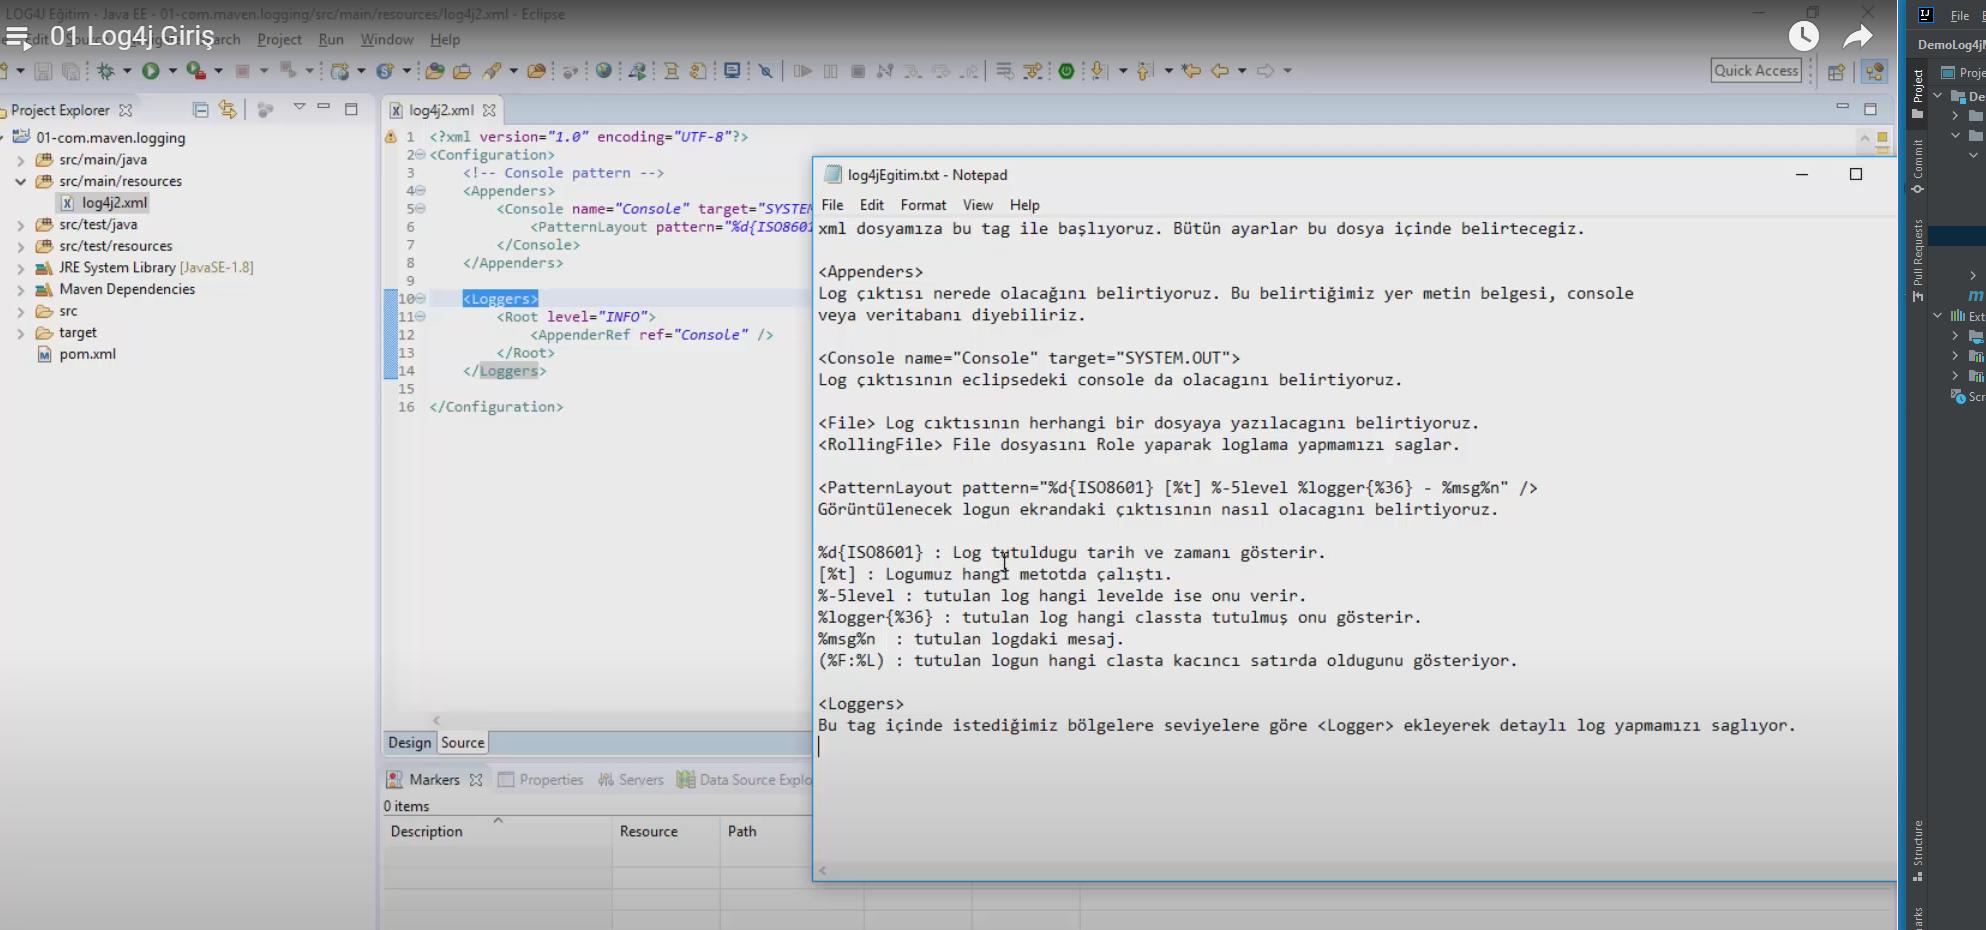 LOG4J Eğitim - Java EE - 01-com.maven.logging/src/main/resources/log4j2.xml - Eclipse
01 Log4j Giriş
Edit Search Project Run Window Help
Quick Access
Project Explorer
01-com.maven.logging
src/main/java
src/main/resources
log4j2.xml
src/test/java
src/test/resources
JRE System Library [JavaSE-1.8]
Maven Dependencies
src
target
pom.xml
log4j2.xml
1 <?xml version="1.0" encoding="UTF-8"?>
2 <Configuration>
3 <!-- Console pattern -->
4 <Appenders>
5 <Console name="Console" target="SYSTEM
6 <PatternLayout pattern="%d{ISO8601
7 </Console>
8 </Appenders>
9
10 <Loggers>
11 <Root level="INFO">
12 <AppenderRef ref="Console" />
13 </Root>
14 </Loggers>
15
16 </Configuration>
Design Source
Markers Properties Servers Data Source Explo
0 items
Description Resource Path
log4jEgitim.txt - Notepad
File Edit Format View Help
xml dosyamıza bu tag ile başlıyoruz. Bütün ayarlar bu dosya içinde belirtecegiz.
<Appenders>
Log çıktısı nerede olacağını belirtiyoruz. Bu belirtiğimiz yer metin belgesi, console
veya veritabanı diyebiliriz.
<Console name="Console" target="SYSTEM.OUT">
Log çıktısının eclipsedeki console da olacagını belirtiyoruz.
<File> Log cıktısının herhangi bir dosyaya yazılacagını belirtiyoruz.
<RollingFile> File dosyasını Role yaparak loglama yapmamızı saglar.
<PatternLayout pattern="%d{ISO8601} [%t] %-5level %logger{%36} - %msg%n" />
Görüntülenecek logun ekrandaki çıktısının nasıl olacagını belirtiyoruz.
%d{ISO8601} : Log tutuldugu tarih ve zamanı gösterir.
[%t] : Logumuz hangi metotda çalıştı.
%-5level : tutulan log hangi levelde ise onu verir.
%logger{%36} : tutulan log hangi classta tutulmuş onu gösterir.
%msg%n : tutulan logdaki mesaj.
(%F:%L) : tutulan logun hangi clasta kacıncı satırda oldugunu gösteriyor.
<Loggers>
Bu tag içinde istediğimiz bölgelere seviyelere göre <Logger> ekleyerek detaylı log yapmamızı saglıyor.
File E
DemoLog4j
Project
Proje
De
Commit
Pull Requests
m
Ext
Scr
Structure